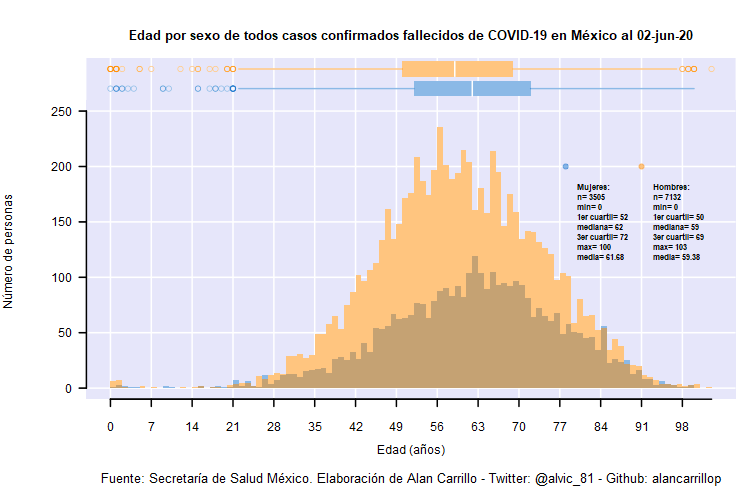 Edad por sexo de todos casos confirmados fallecidos de COVID-19 en México al 02-jun-20
250
200
150
100
50
0
Número de personas
Mujeres:
n= 3505
min= 0
1er cuartil= 52
mediana= 62
3er cuartil= 72
max= 100
media= 61.68
Hombres:
n= 7132
min= 0
1er cuartil= 50
mediana= 59
3er cuartil= 69
max= 103
media= 59.38
0 7 14 21 28 35 42 49 56 63 70 77 84 91 98
Edad (años)
Fuente: Secretaría de Salud México. Elaboración de Alan Carrillo - Twitter: @alvic_81 - Github: alancarrillop